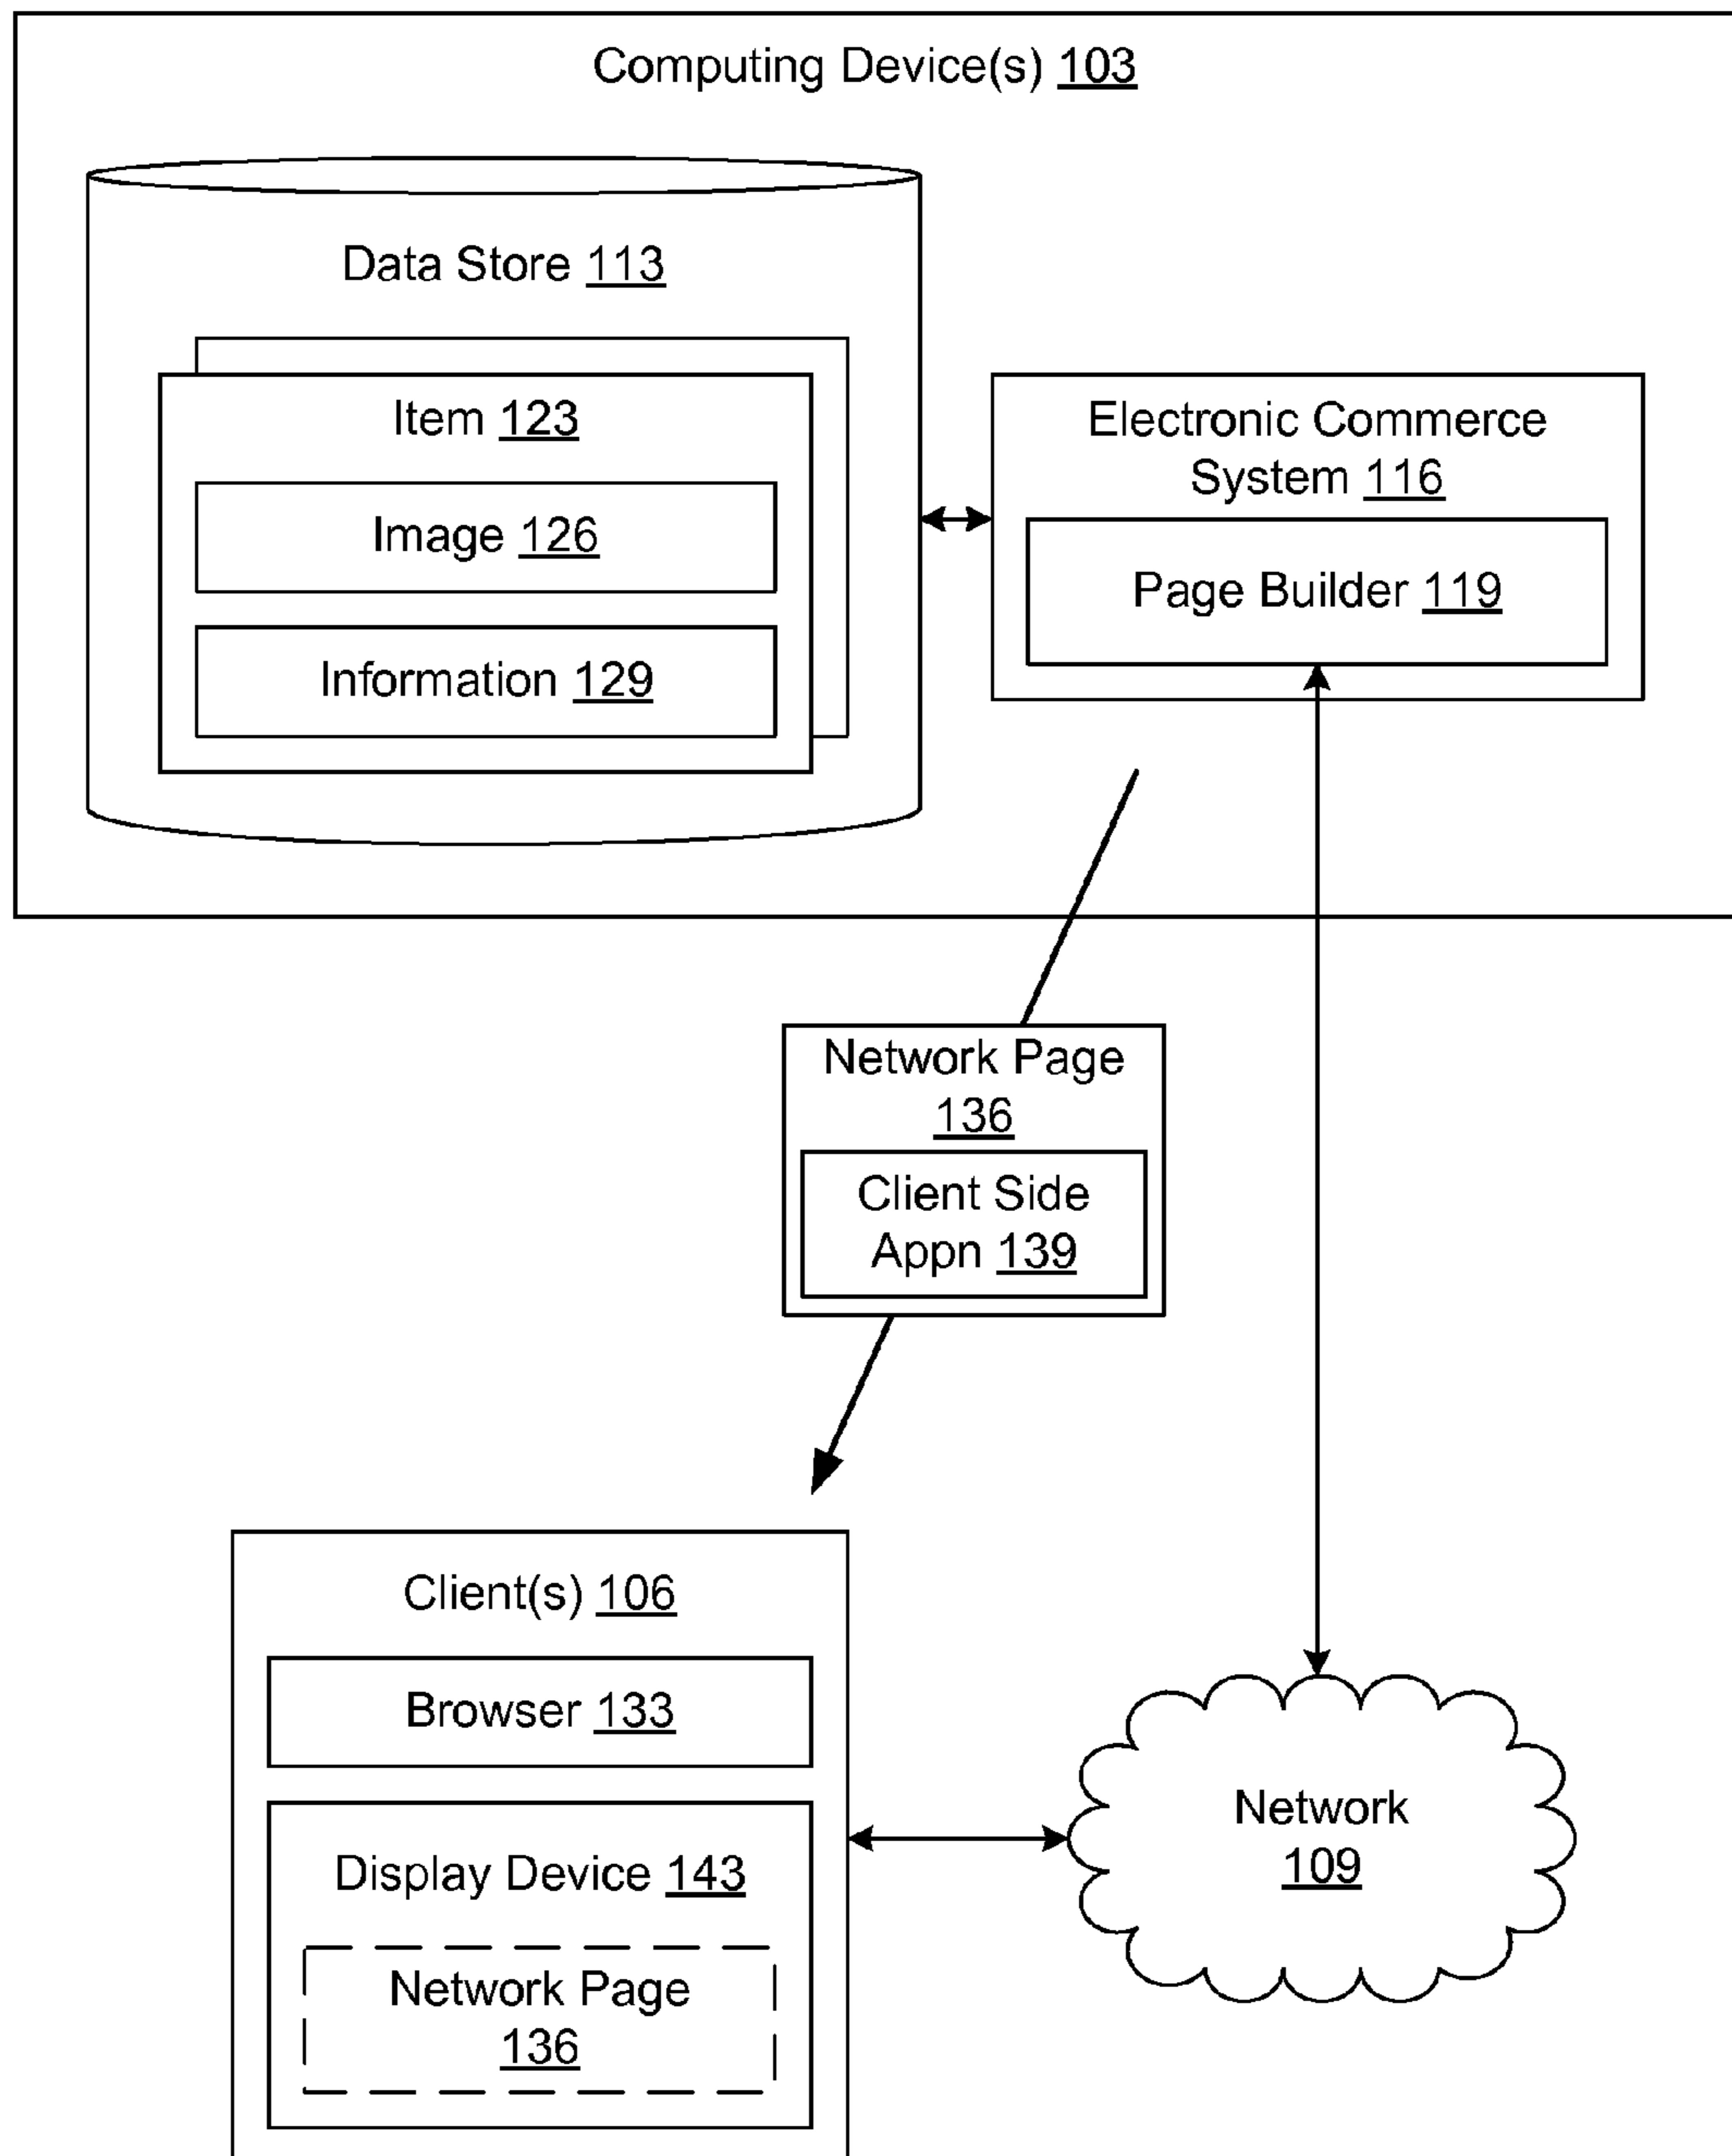 Computing Device(s) 103
Data Store 113
Item 123
Image 126
Information 129
Electronic Commerce
System 116
Page Builder 119
Network Page
136
Client Side
Appn 139
Client(s) 106
Browser 133
Display Device 143
Network Page
136
Network
109